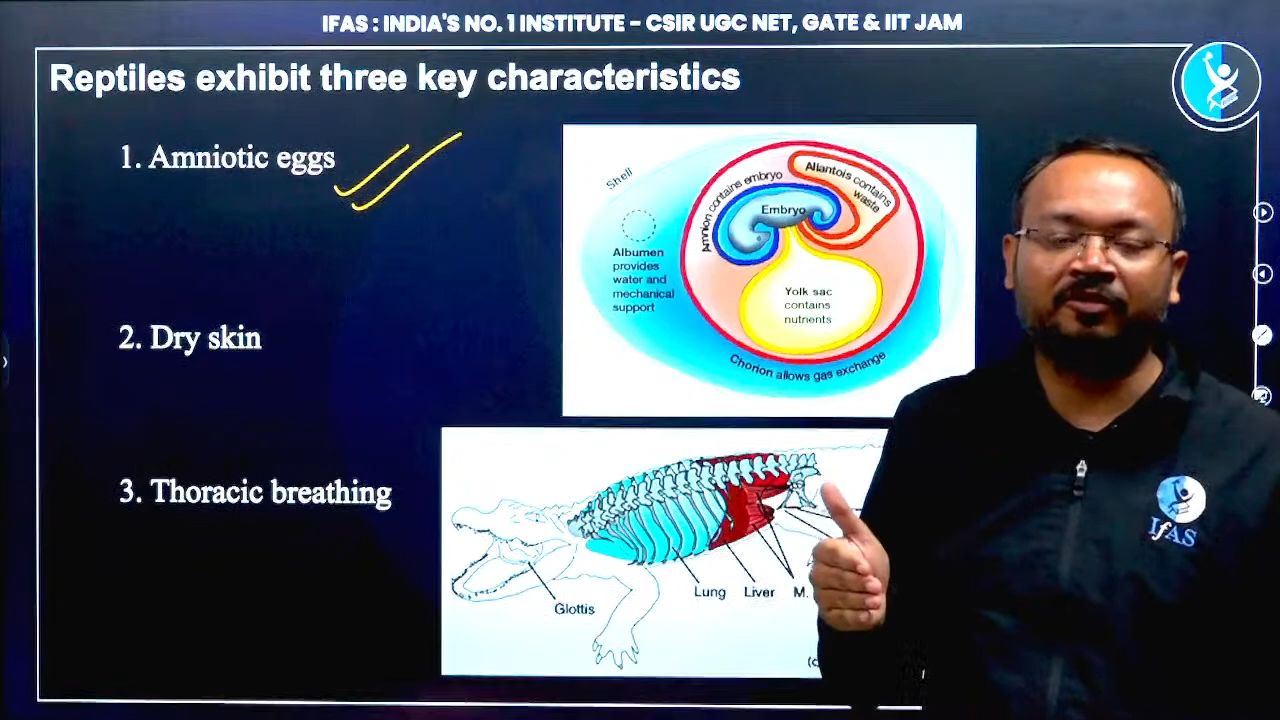 IFAS : INDIA'S NO. 1 INSTITUTE – CSIR UGC NET, GATE & IIT JAM
Reptiles exhibit three key characteristics
1. Amniotic eggs
2. Dry skin
3. Thoracic breathing
Shell
Albumen
provides
water and
mechanical
support
Amnion contains embryo
Allantois contains
waste
Embryo
Yolk sac
contains
nutrients
Chorion allows gas exchange
Glottis
Lung
Liver
M.
IFAS